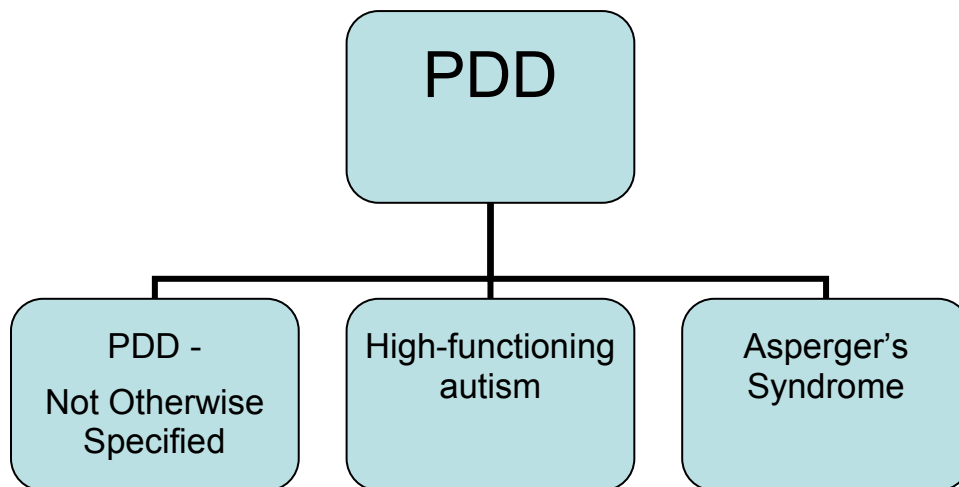 PDD
PDD -
Not Otherwise
Specified
High-functioning
autism
Asperger’s
Syndrome